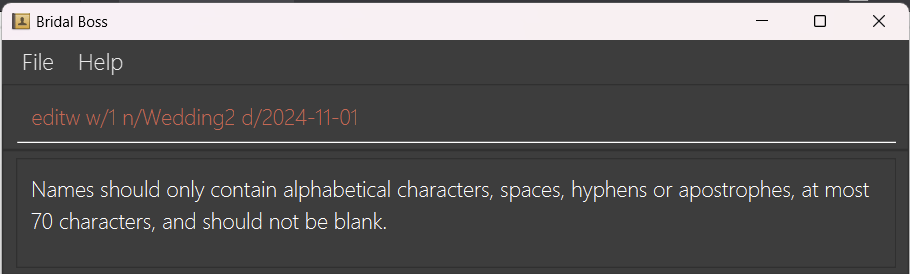 Bridal Boss
File Help
editw w/1 n/Wedding2 d/2024-11-01
Names should only contain alphabetical characters, spaces, hyphens or apostrophes, at most
70 characters, and should not be blank.